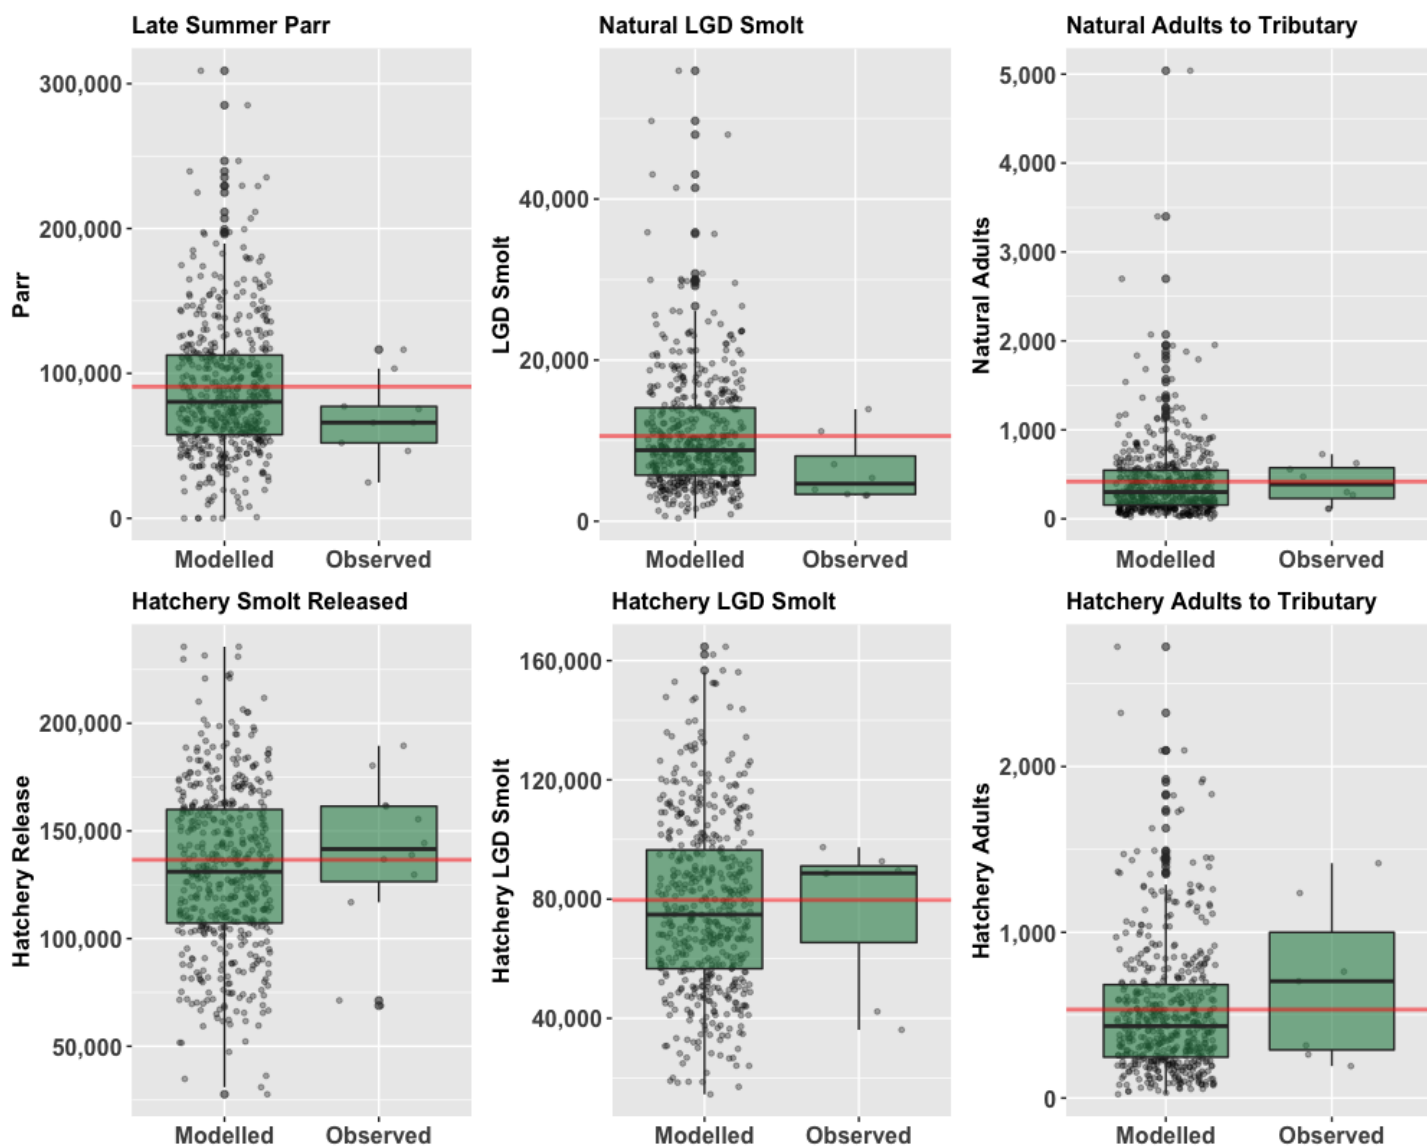 Late Summer Parr
Parr
300,000
200,000
100,000
0
Modelled Observed
Natural LGD Smolt
LGD Smolt
40,000
20,000
0
Modelled Observed
Natural Adults to Tributary
Natural Adults
5,000
4,000
3,000
2,000
1,000
0
Modelled Observed
Hatchery Smolt Released
Hatchery Release
200,000
150,000
100,000
50,000
Modelled Observed
Hatchery LGD Smolt
Hatchery LGD Smolt
160,000
120,000
80,000
40,000
Modelled Observed
Hatchery Adults to Tributary
Hatchery Adults
2,000
1,000
0
Modelled Observed